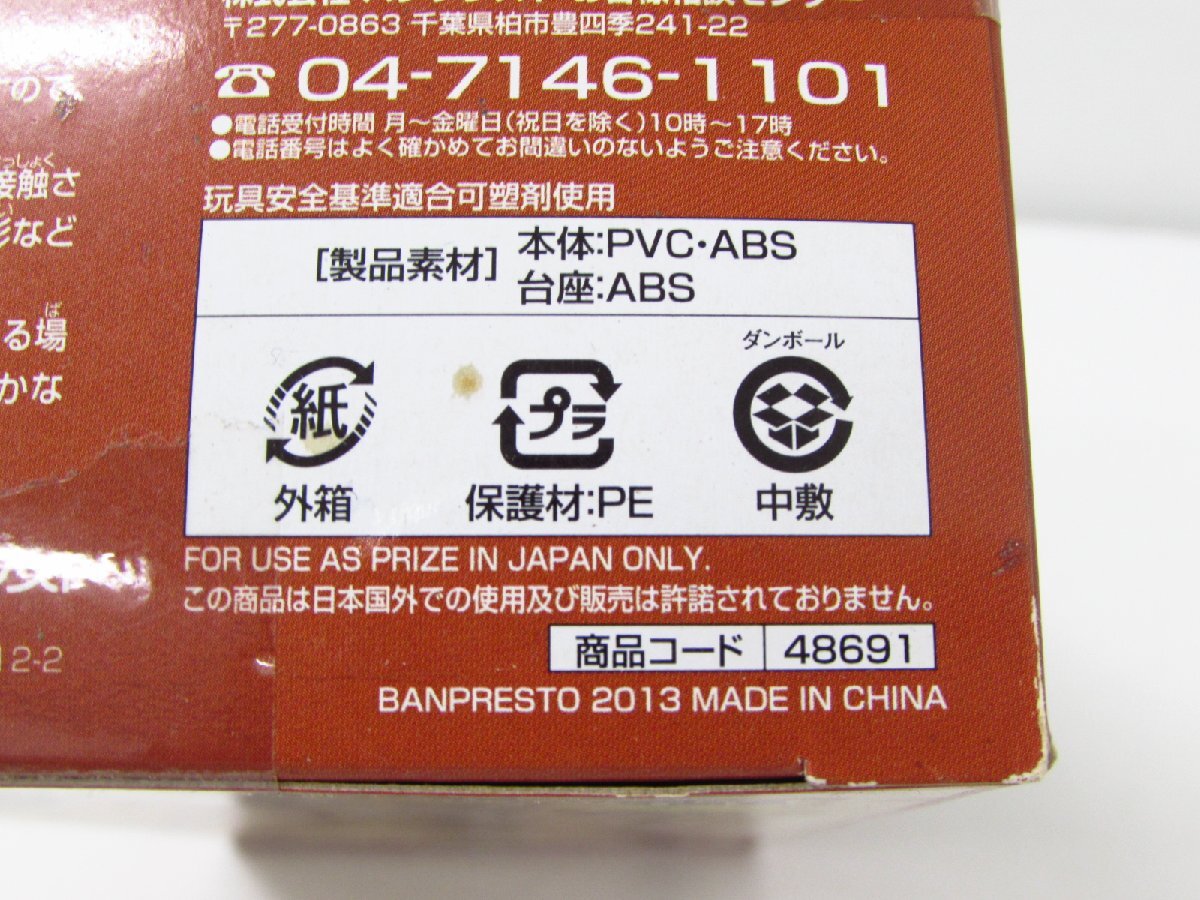 〒277-0863 千葉県柏市豊四季241-22
☎ 04-7146-1101
●電話受付時間 月～金曜日(祝日を除く)10時～17時
●電話番号はよく確かめてお間違いのないようご注意ください。
玩具安全基準適合可塑剤使用
[製品素材] 本体:PVC・ABS
台座:ABS
紙
外箱
プラ
保護材:PE
ダンボール
中敷
FOR USE AS PRIZE IN JAPAN ONLY.
この商品は日本国外での使用及び販売は許諾されておりません。
商品コード 48691
BANPRESTO 2013 MADE IN CHINA
ので、
っしょく
接触さ
など
ば
る場
かな
12-2